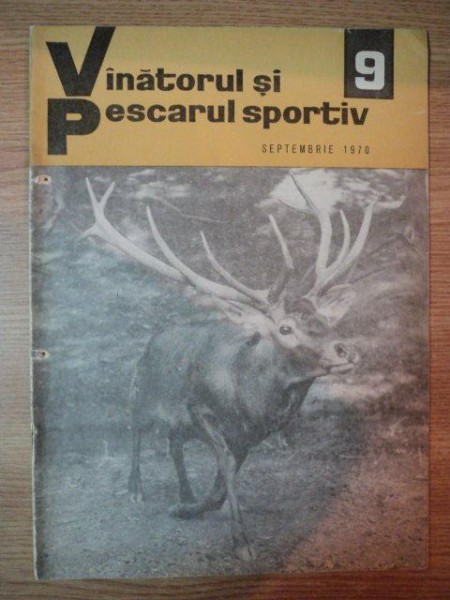 Vînătorul și
Pescarul sportiv
9
SEPTEMBRIE 1970